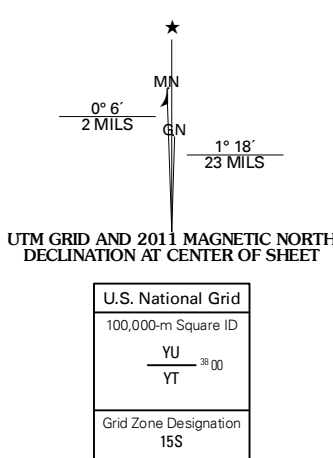 ★
MN
0° 6´
2 MILS
GN
1° 18´
23 MILS
UTM GRID AND 2011 MAGNETIC NORTH
DECLINATION AT CENTER OF SHEET
U.S. National Grid
100,000-m Square ID
YU
38 00
YT
Grid Zone Designation
15S